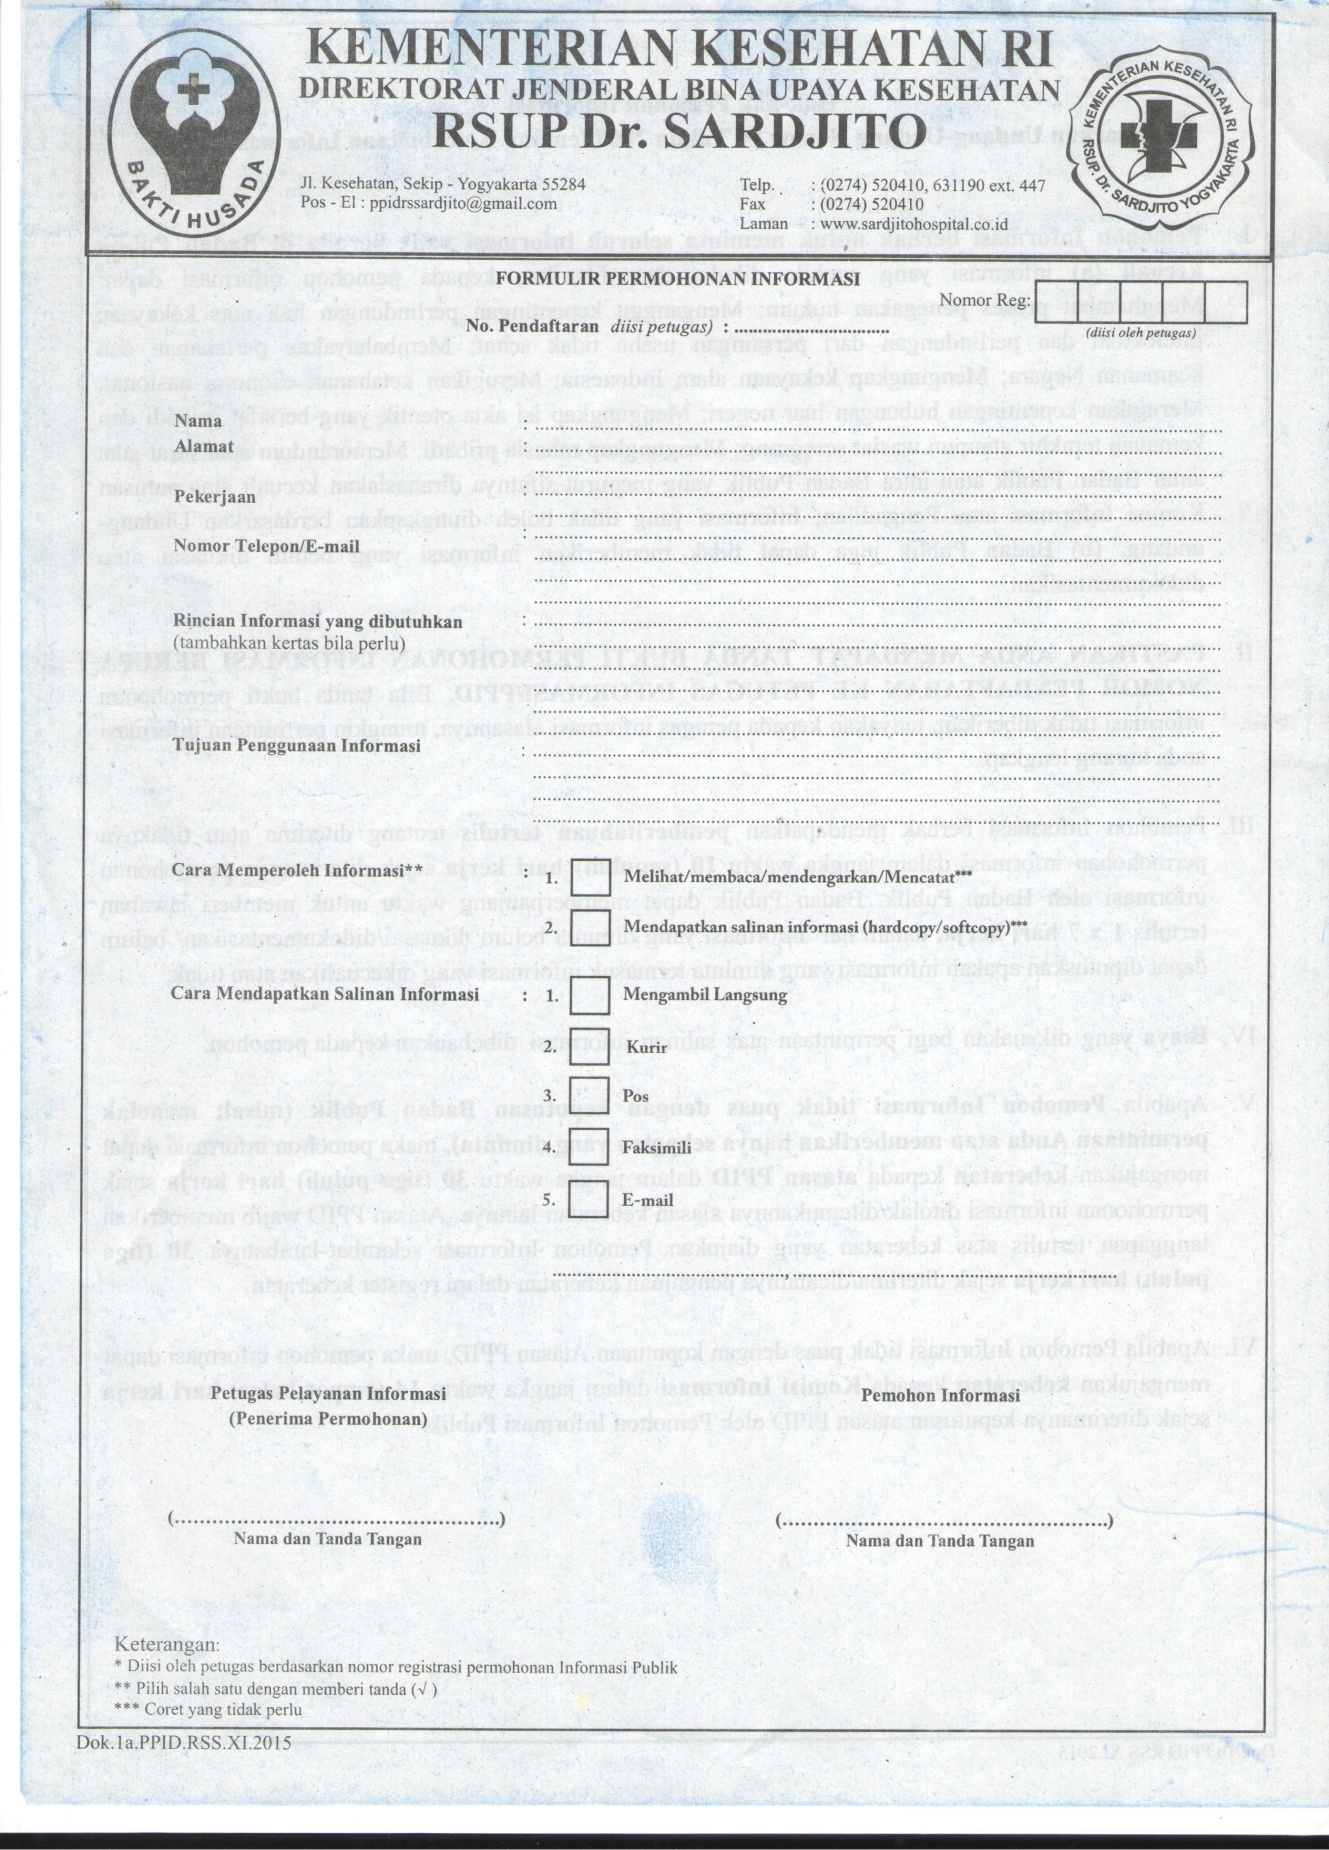 KEMENTERIAN KESEHATAN RI
DIREKTORAT JENDERAL BINA UPAYA KESEHATAN
RSUP Dr. SARDJITO
BAKTI HUSADA
KEMENTERIAN KESEHATAN RI
RSUP. Dr. SARDJITO YOGYAKARTA
Jl. Kesehatan, Sekip - Yogyakarta 55284
Pos - El : ppidrssardjito@gmail.com
Telp. : (0274) 520410, 631190 ext. 447
Fax : (0274) 520410
Laman : www.sardjitohospital.co.id
FORMULIR PERMOHONAN INFORMASI
Nomor Reg:
No. Pendaftaran diisi petugas) : ..................................
(diisi oleh petugas)
Nama :
Alamat :
Pekerjaan :
Nomor Telepon/E-mail :
Rincian Informasi yang dibutuhkan :
(tambahkan kertas bila perlu)
Tujuan Penggunaan Informasi :
Cara Memperoleh Informasi** : 1. Melihat/membaca/mendengarkan/Mencatat***
2. Mendapatkan salinan informasi (hardcopy/softcopy)***
Cara Mendapatkan Salinan Informasi : 1. Mengambil Langsung
2. Kurir
3. Pos
4. Faksimili
5. E-mail
Petugas Pelayanan Informasi
(Penerima Permohonan)
Pemohon Informasi
(..................................................)
Nama dan Tanda Tangan
(..................................................)
Nama dan Tanda Tangan
Keterangan:
* Diisi oleh petugas berdasarkan nomor registrasi permohonan Informasi Publik
** Pilih salah satu dengan memberi tanda (√ )
*** Coret yang tidak perlu
Dok.1a.PPID.RSS.XI.2015